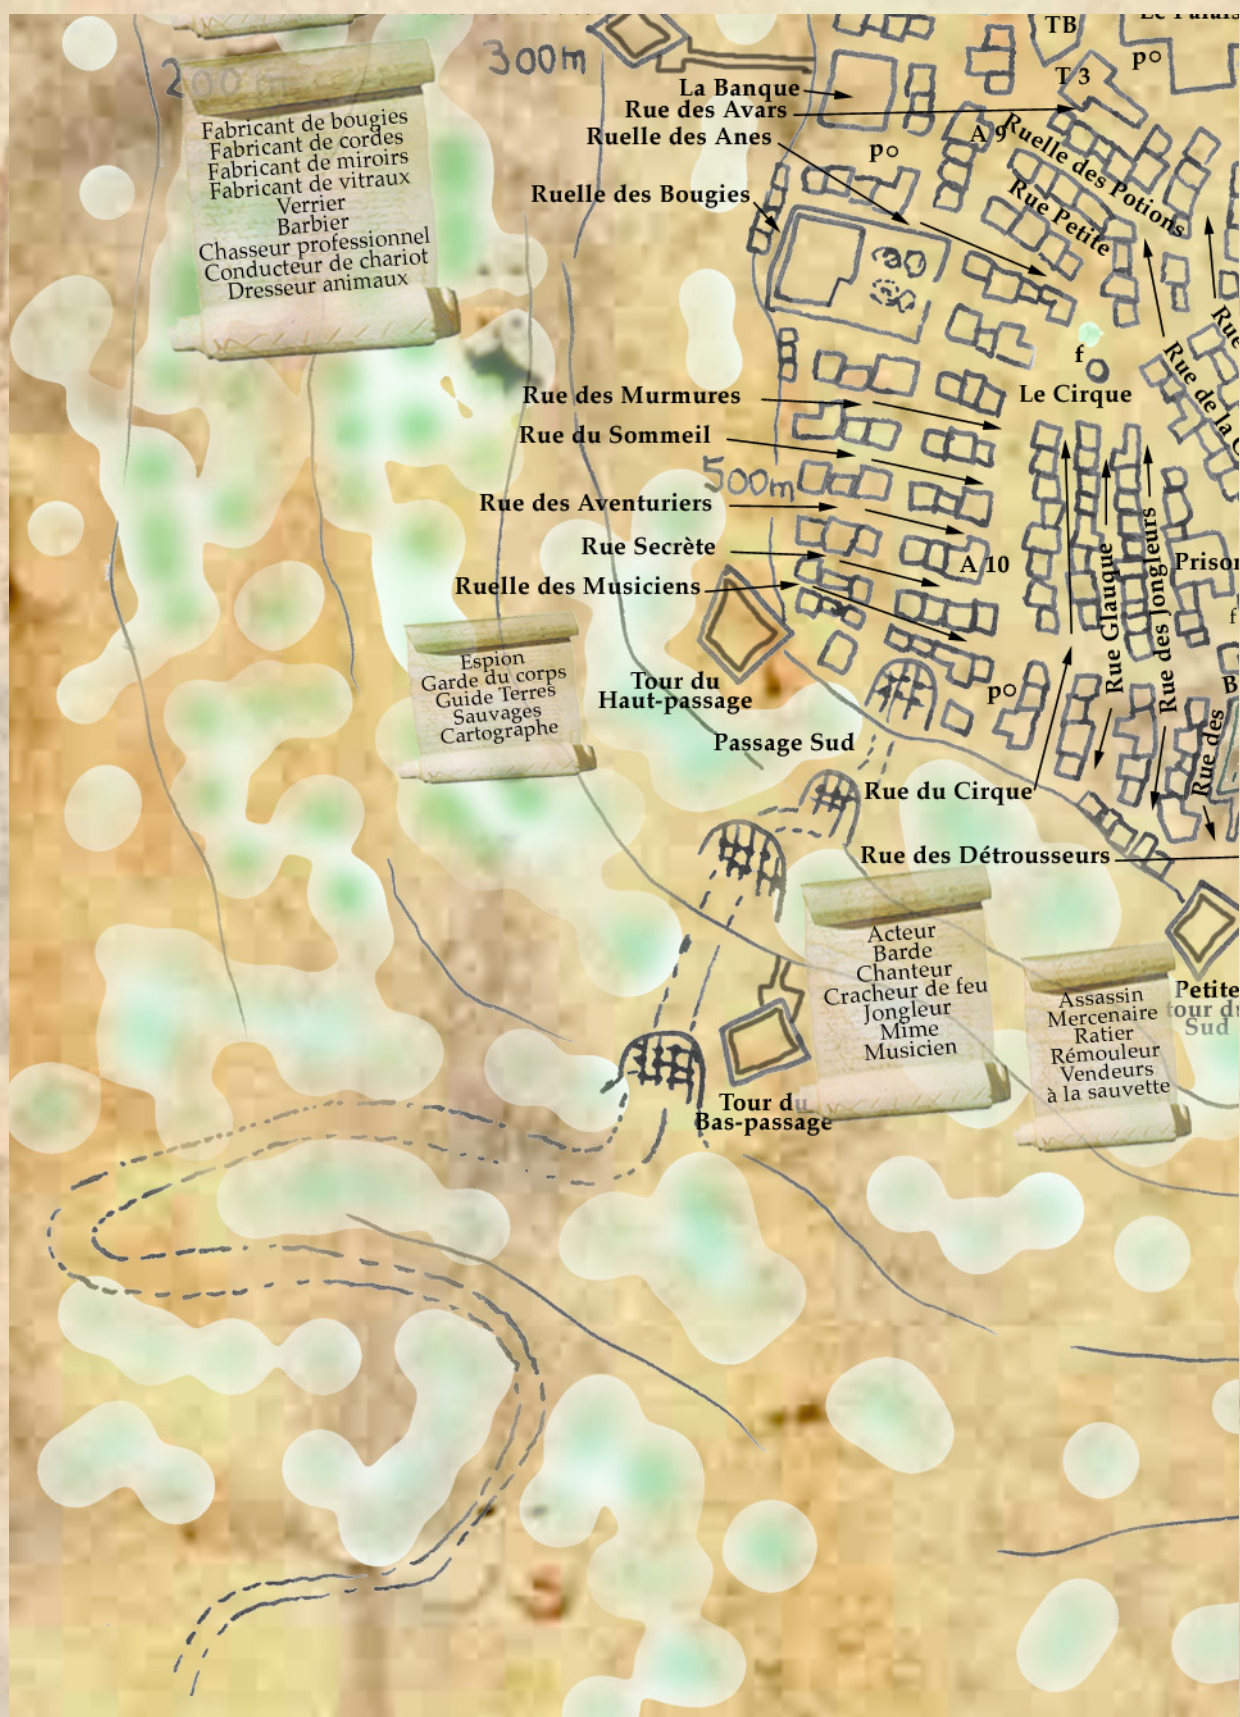 TB
Le Palais
p
300m
200 m
T 3
La Banque
Rue des Avars
Ruelle des Anes
A 9
Ruelle des Potions
p
Rue Petite
Ruelle des Bougies
Fabricant de bougies
Fabricant de cordes
Fabricant de miroirs
Fabricant de vitraux
Verrier
Barbier
Chasseur professionnel
Conducteur de chariot
Dresseur animaux
Rue
f
Rue de la C
Le Cirque
Rue des Murmures
Rue du Sommeil
500m
Rue des Aventuriers
Rue Secrète
A 10
Prison
Ruelle des Musiciens
Rue Glauque
Rue des Jongleurs
f
Espion
Garde du corps
Guide Terres
Sauvages
Cartographe
Tour du
Haut-passage
p
B
Passage Sud
Rue des
Rue du Cirque
Rue des Détrousseurs
Acteur
Barde
Chanteur
Cracheur de feu
Jongleur
Mime
Musicien
Assassin
Mercenaire
Ratier
Rémouleur
Vendeurs
à la sauvette
Petite
tour du
Sud
Tour du
Bas-passage